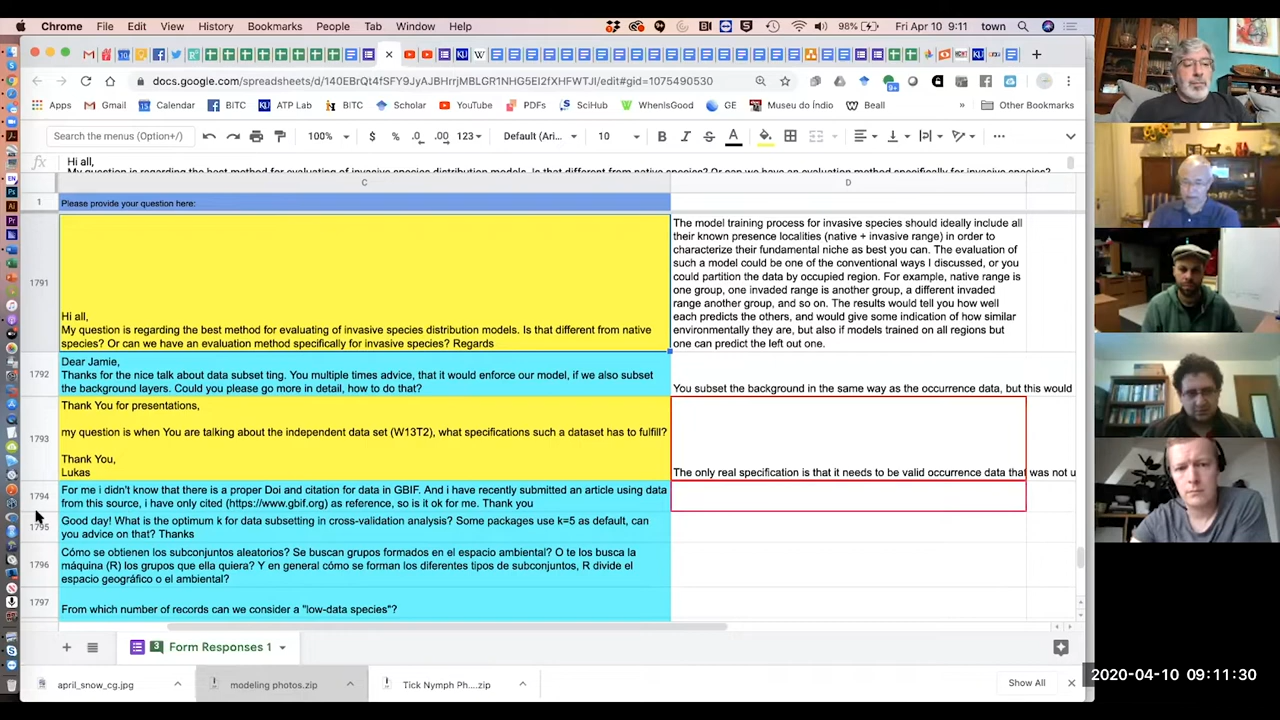 Chrome File Edit View History Bookmarks People Tab Window Help 98% Fri Apr 10 9:11 town
docs.google.com/spreadsheets/d/140EBrQt4fSFY9JyAJBHrrjMBLGR1NHG5EI2fXHFWTJI/edit#gid=1075490530
Apps Gmail Calendar BITC ATP Lab BITC Scholar YouTube PDFs SciHub WhenIsGood GE Museu do Índio Beall » Other Bookmarks
Search the menus (Option+/) 100% $ % .0 .00 123 Default (Ari... 10 B I S A
fx Hi all,
My question is regarding the best method for evaluating of invasive species distribution models. Is that different from native species? Or can we have an evaluation method specifically for invasive species?
C D
1 Please provide your question here:
The model training process for invasive species should ideally include all
their known presence localities (native + invasive range) in order to
characterize their fundamental niche as best you can. The evaluation of
such a model could be one of the conventional ways I discussed, or you
could partition the data by occupied region. For example, native range is
one group, one invaded range is another group, a different invaded
range another group, and so on. The results would tell you how well
each predicts the others, and would give some indication of how similar
environmentally they are, but also if models trained on all regions but
one can predict the left out one.
1791
Hi all,
My question is regarding the best method for evaluating of invasive species distribution models. Is that different from native
species? Or can we have an evaluation method specifically for invasive species? Regards
1792
Dear Jamie,
Thanks for the nice talk about data subset ting. You multiple times advice, that it would enforce our model, if we also subset
the background layers. Could you please go more in detail, how to do that?
You subset the background in the same way as the occurrence data, but this would
1793
Thank You for presentations,
my question is when You are talking about the independent data set (W13T2), what specifications such a dataset has to fulfill?
Thank You,
Lukas
The only real specification is that it needs to be valid occurrence data that was not u
1794
For me i didn't know that there is a proper Doi and citation for data in GBIF. And i have recently submitted an article using data
from this source, i have only cited (https://www.gbif.org) as reference, so is it ok for me. Thank you
1795
Good day! What is the optimum k for data subsetting in cross-validation analysis? Some packages use k=5 as default, can
you advice on that? Thanks
1796
Cómo se obtienen los subconjuntos aleatorios? Se buscan grupos formados en el espacio ambiental? O te los busca la
máquina (R) los grupos que ella quiera? Y en general cómo se forman los diferentes tipos de subconjuntos, R divide el
espacio geográfico o el ambiental?
1797
From which number of records can we consider a "low-data species"?
3 Form Responses 1
april_snow_cg.jpg modeling photos.zip Tick Nymph Ph....zip Show All
2020-04-10 09:11:30